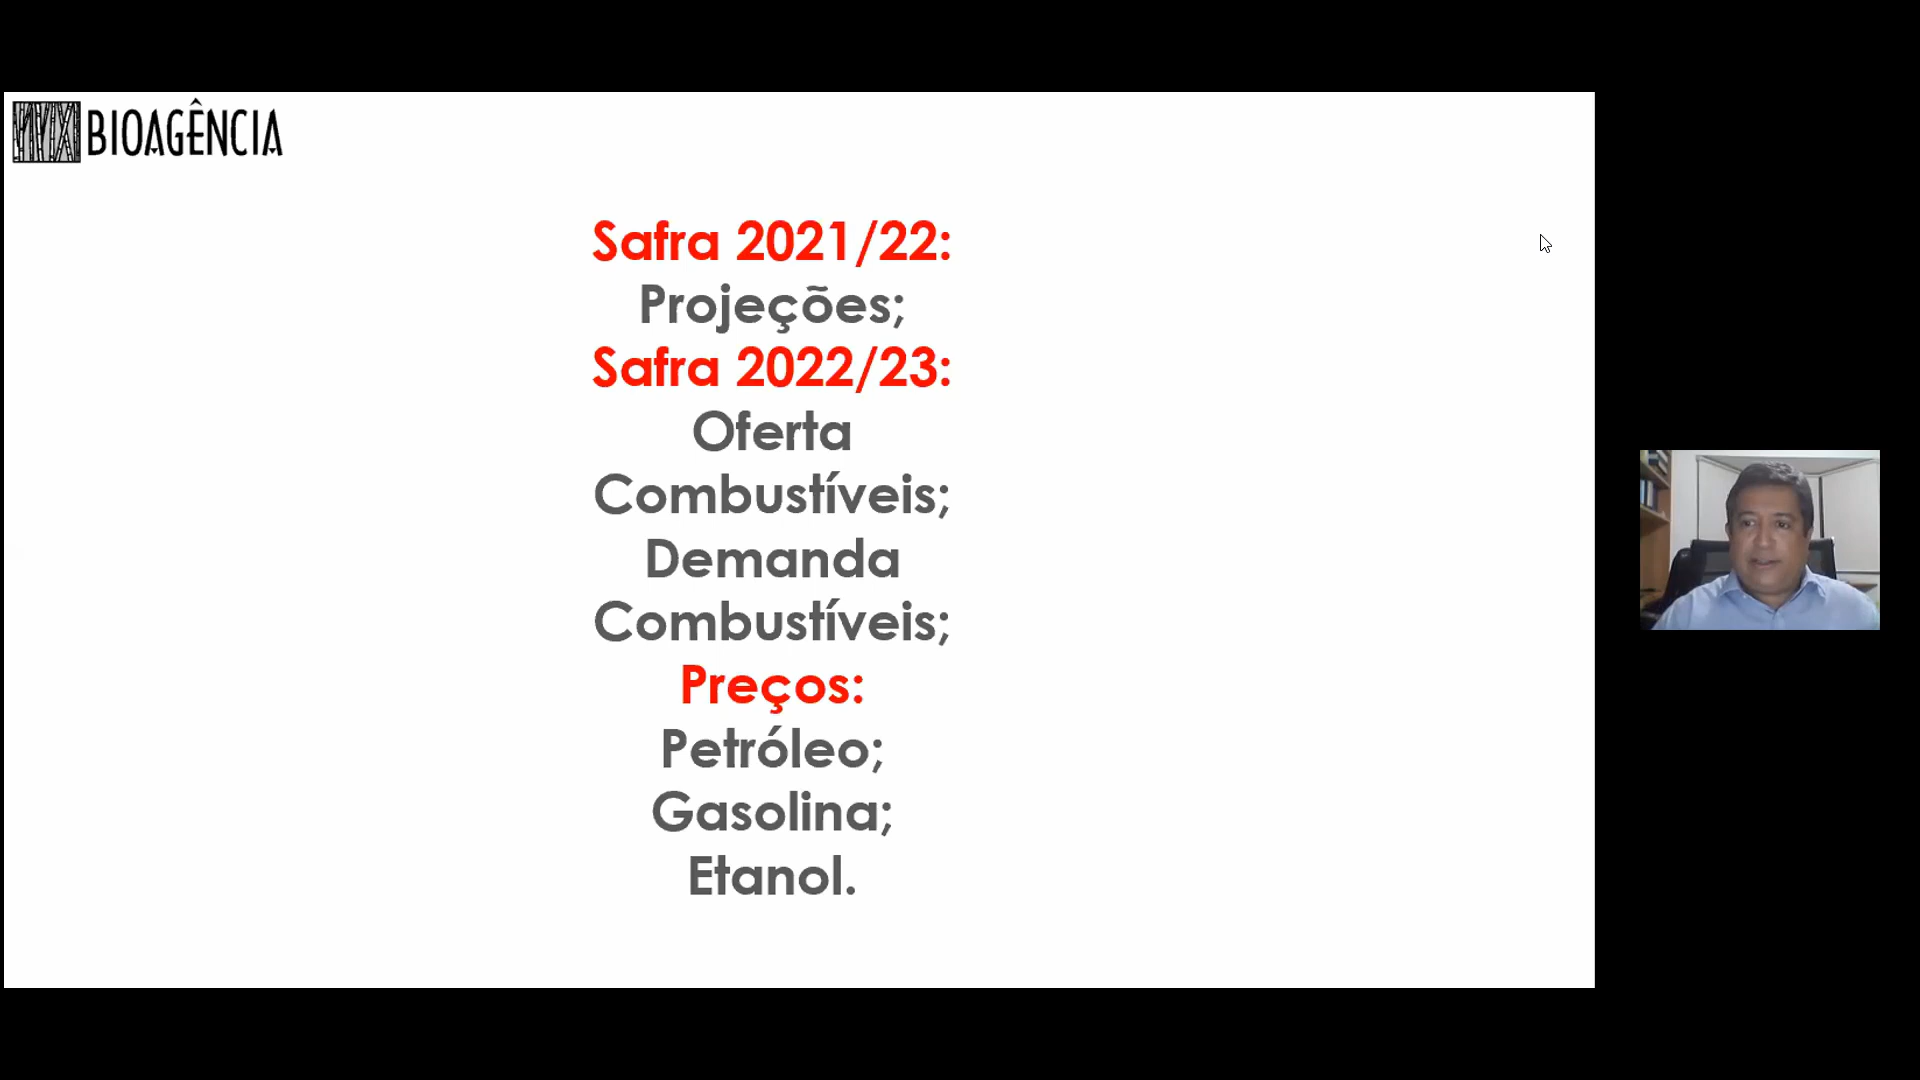 BIOAGÊNCIA
Safra 2021/22:
Projeções;
Safra 2022/23:
Oferta
Combustíveis;
Demanda
Combustíveis;
Preços:
Petróleo;
Gasolina;
Etanol.